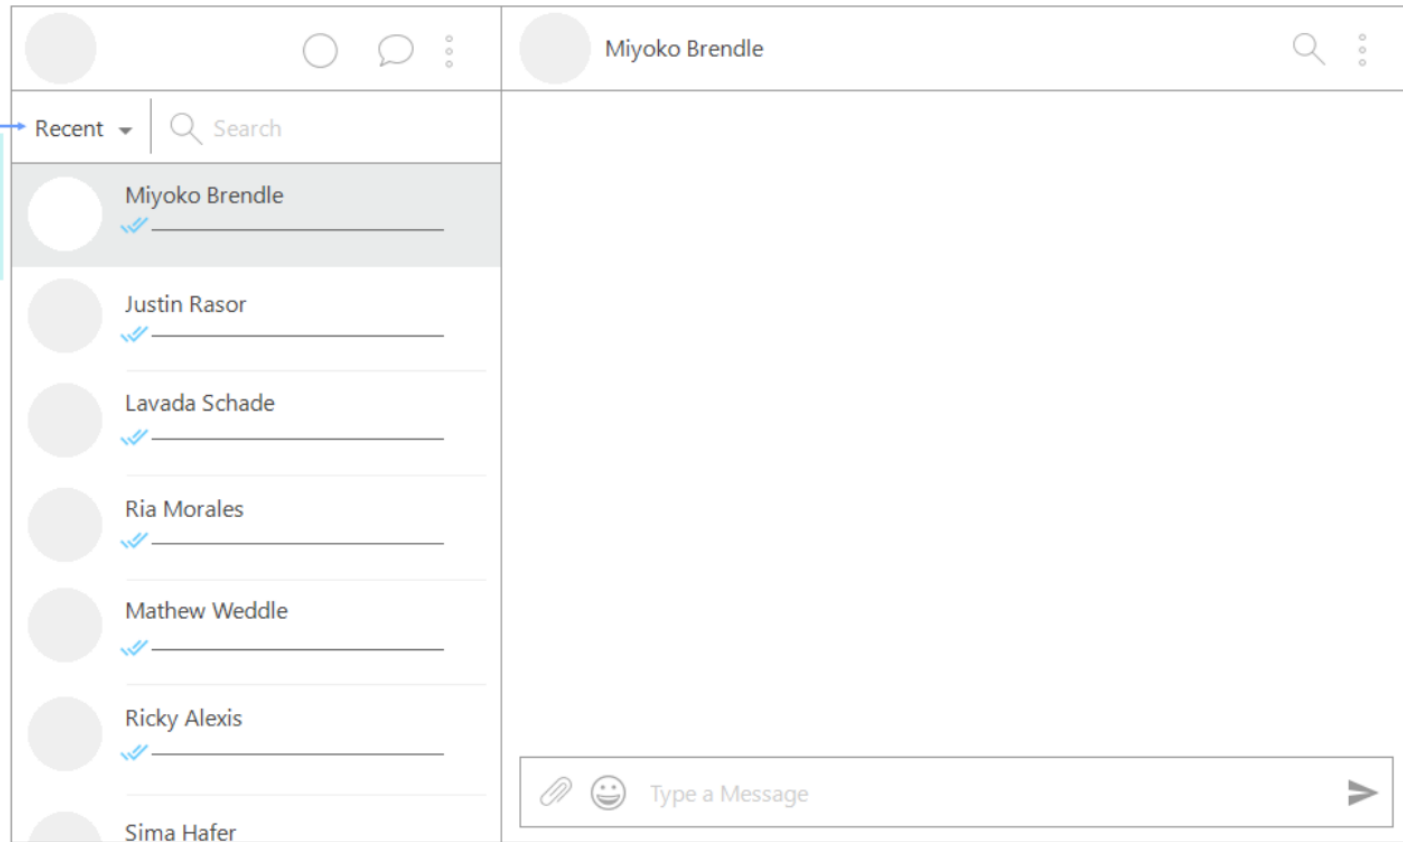 Miyoko Brendle
Recent
Search
Miyoko Brendle
Justin Rasor
Lavada Schade
Ria Morales
Mathew Weddle
Ricky Alexis
Sima Hafer
Type a Message